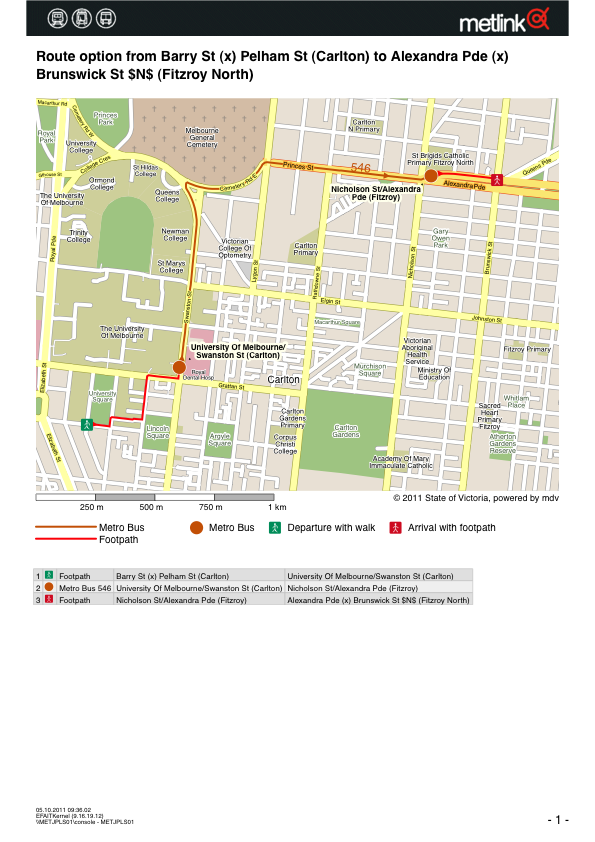 metlink
Route option from Barry St (x) Pelham St (Carlton) to Alexandra Pde (x)
Brunswick St $N$ (Fitzroy North)
Macarthur Rd
Cemetery Rd W
Princes
Park
Royal
Park
University
College
College Cres
Melbourne
General
Cemetery
Carlton
N Primary
St Hildas
College
Ormond
College
Queens
College
The University
Of Melbourne
Cemetery Rd E
Princes St
546
St Brigids Catholic
Primary Fitzroy North
Queens Pde
Alexandra Pde
Nicholson St/Alexandra
Pde (Fitzroy)
Royal Pde
Trinity
College
Newman
College
St Marys
College
Victorian
College Of
Optometry
Lygon St
Carlton
Primary
Rathdowne St
Nicholson St
Gary
Owen
Park
Brunswick St
Swanston St
Elgin St
Johnston St
Macarthur Square
The University
Of Melbourne
University Of Melbourne/
Swanston St (Carlton)
Royal
Dental Hosp
Murchison
Square
Victorian
Aboriginal
Health
Service
Ministry Of
Education
Fitzroy Primary
Elizabeth St
University
Square
Grattan St
Carlton
Whitlam
Place
Sacred
Heart
Primary
Fitzroy
Lincoln
Square
Argyle
Square
Carlton
Gardens
Primary
Corpus
Christi
College
Carlton
Gardens
Atherton
Gardens
Reserve
Academy Of Mary
Immaculate Catholic
Elizabeth St
© 2011 State of Victoria, powered by mdv
250 m 500 m 750 m 1 km
Metro Bus Metro Bus Departure with walk Arrival with footpath
Footpath
1 Footpath Barry St (x) Pelham St (Carlton) University Of Melbourne/Swanston St (Carlton)
2 Metro Bus 546 University Of Melbourne/Swanston St (Carlton) Nicholson St/Alexandra Pde (Fitzroy)
3 Footpath Nicholson St/Alexandra Pde (Fitzroy) Alexandra Pde (x) Brunswick St $N$ (Fitzroy North)
05.10.2011 09:36.02
EFAITKernel (9.16.19.12)
\\METJPLS01\console - METJPLS01
- 1 -